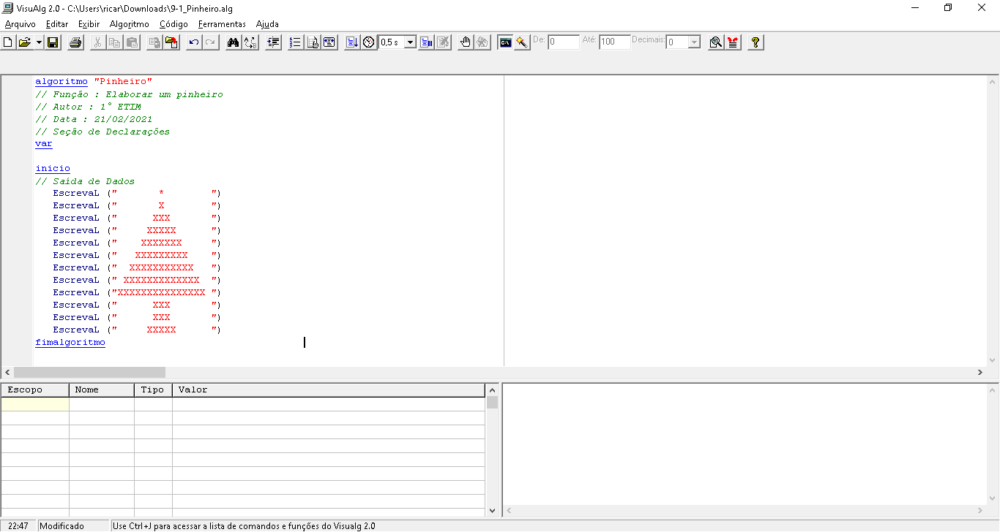 VisuAlg 2.0 - C:\Users\ricar\Downloads\9-1_Pinheiro.alg
Arquivo Editar Exibir Algoritmo Código Ferramentas Ajuda
0,5 s De: 0 Até: 100 Decimais: 0
algoritmo "Pinheiro"
// Função : Elaborar um pinheiro
// Autor : 1° ETIM
// Data : 21/02/2021
// Seção de Declarações
var
inicio
// Saída de Dados
   EscrevaL ("       *        ")
   EscrevaL ("       X        ")
   EscrevaL ("      XXX       ")
   EscrevaL ("     XXXXX      ")
   EscrevaL ("    XXXXXXX     ")
   EscrevaL ("   XXXXXXXXX    ")
   EscrevaL ("  XXXXXXXXXXX   ")
   EscrevaL (" XXXXXXXXXXXXX  ")
   EscrevaL ("XXXXXXXXXXXXXXX ")
   EscrevaL ("      XXX       ")
   EscrevaL ("      XXX       ")
   EscrevaL ("     XXXXX      ")
fimalgoritmo
Escopo Nome Tipo Valor
22:47 Modificado Use Ctrl+J para acessar a lista de comandos e funções do Visualg 2.0